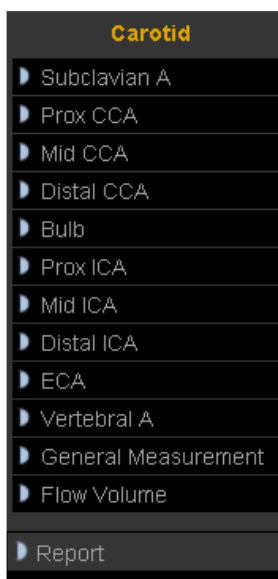 Carotid
Subclavian A
Prox CCA
Mid CCA
Distal CCA
Bulb
Prox ICA
Mid ICA
Distal ICA
ECA
Vertebral A
General Measurement
Flow Volume
Report